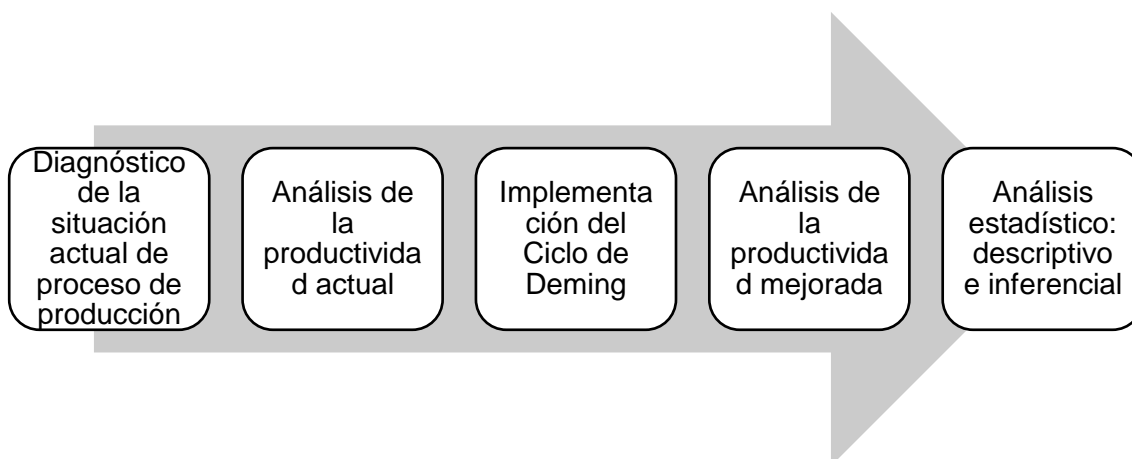 Diagnóstico
de la
situación
actual de
proceso de
producción
Análisis de
la
productivida
d actual
Implementa
ción del
Ciclo de
Deming
Análisis de
la
productivida
d mejorada
Análisis
estadístico:
descriptivo
e inferencial